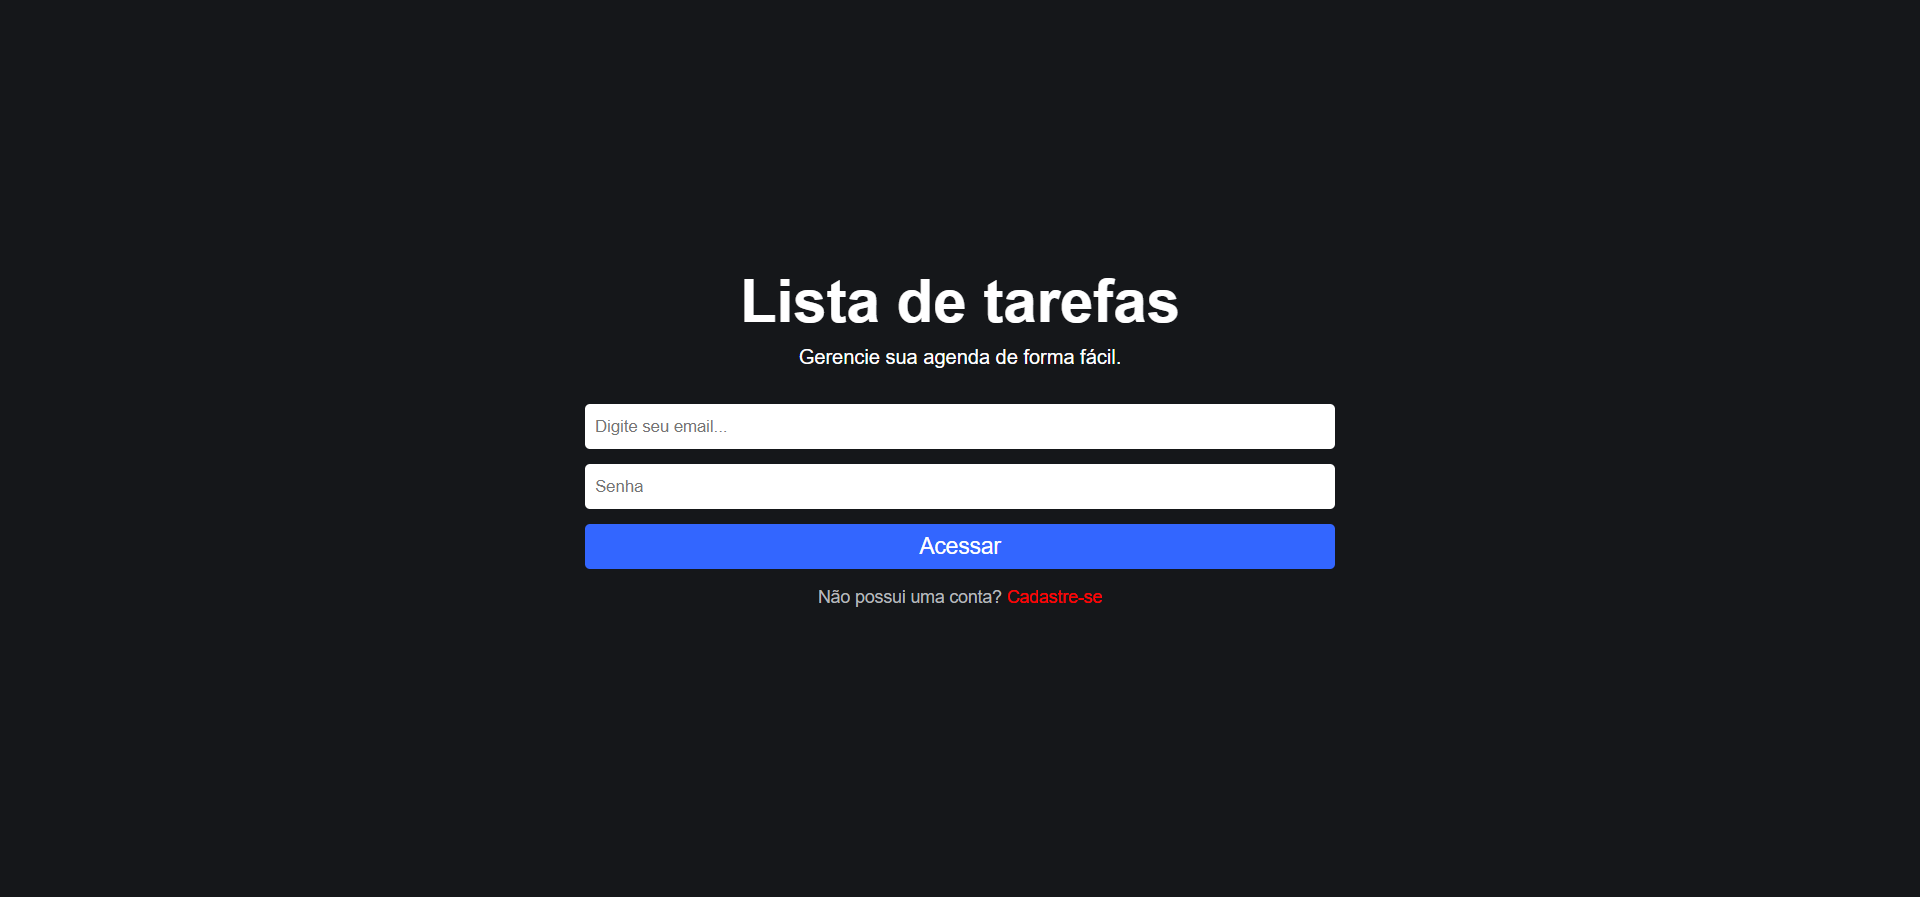 Lista de tarefas
Gerencie sua agenda de forma fácil.
Digite seu email...
Senha
Acessar
Não possui uma conta? Cadastre-se